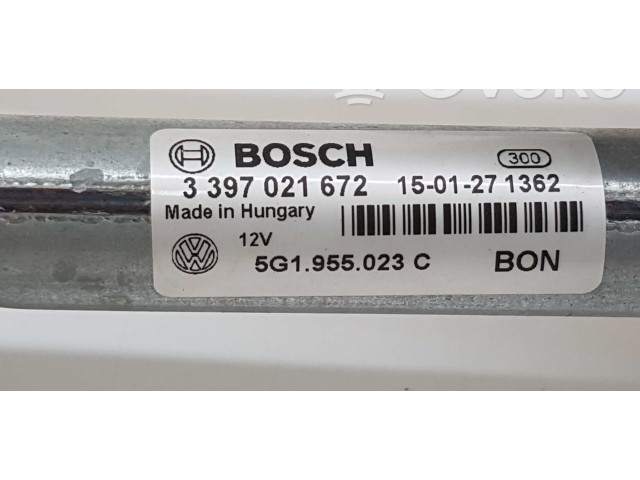 BOSCH 300
3 397 021 672 15-01-27 1362
Made in Hungary
12V
5G1.955.023 C BON